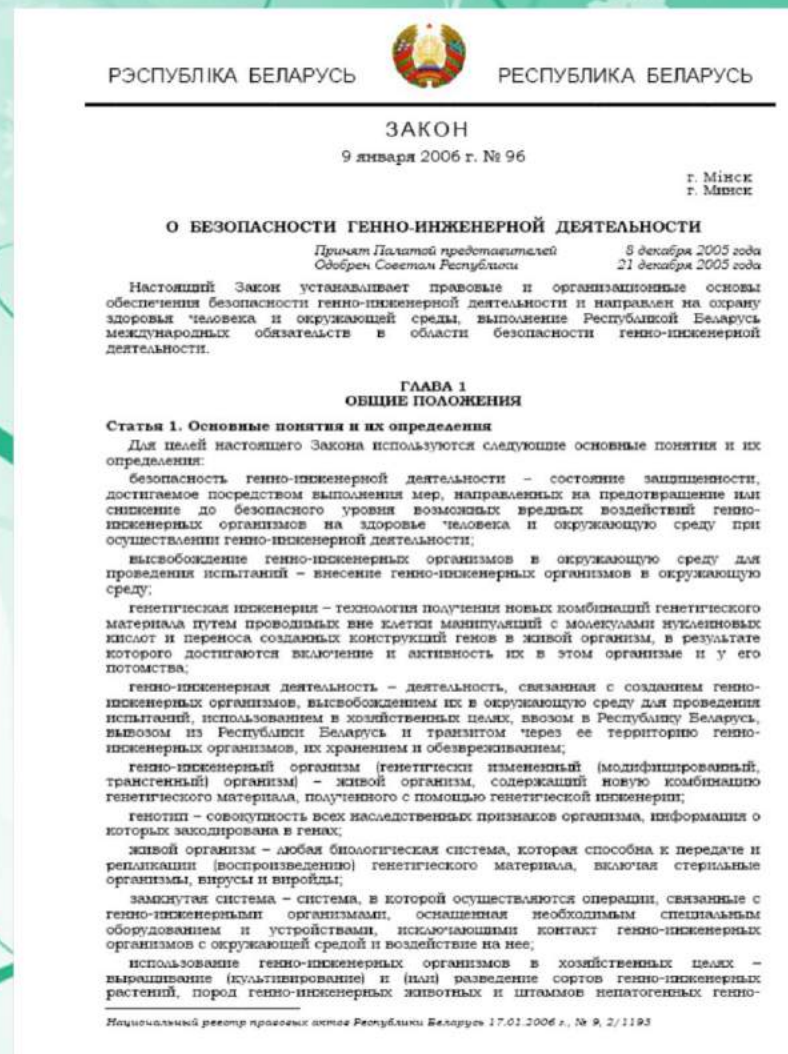 РЭСПУБЛІКА БЕЛАРУСЬ РЕСПУБЛИКА БЕЛАРУСЬ
ЗАКОН
9 января 2006 г. № 96
г. Мінск
г. Минск
О БЕЗОПАСНОСТИ ГЕННО-ИНЖЕНЕРНОЙ ДЕЯТЕЛЬНОСТИ
Принят Палатой представителей 8 декабря 2005 года
Одобрен Советом Республики 21 декабря 2005 года
Настоящий Закон устанавливает правовые и организационные основы
обеспечения безопасности генно-инженерной деятельности и направлен на охрану
здоровья человека и окружающей среды, выполнение Республикой Беларусь
международных обязательств в области безопасности генно-инженерной
деятельности.
ГЛАВА 1
ОБЩИЕ ПОЛОЖЕНИЯ
Статья 1. Основные понятия и их определения
Для целей настоящего Закона используются следующие основные понятия и их
определения:
безопасность генно-инженерной деятельности – состояние защищенности,
достигаемое посредством выполнения мер, направленных на предотвращение или
снижение до безопасного уровня возможных вредных воздействий генно-
инженерных организмов на здоровье человека и окружающую среду при
осуществлении генно-инженерной деятельности;
высвобождение генно-инженерных организмов в окружающую среду для
проведения испытаний – внесение генно-инженерных организмов в окружающую
среду;
генетическая инженерия – технология получения новых комбинаций генетического
материала путем проводимых вне клетки манипуляций с молекулами нуклеиновых
кислот и переноса созданных конструкций генов в живой организм, в результате
которого достигаются включение и активность их в этом организме и у его
потомства;
генно-инженерная деятельность – деятельность, связанная с созданием генно-
инженерных организмов, высвобождением их в окружающую среду для проведения
испытаний, использованием в хозяйственных целях, ввозом в Республику Беларусь,
вывозом из Республики Беларусь и транзитом через ее территорию генно-
инженерных организмов, их хранением и обезвреживанием;
генно-инженерный организм (генетически измененный (модифицированный,
трансгенный) организм) – живой организм, содержащий новую комбинацию
генетического материала, полученного с помощью генетической инженерии;
генотип – совокупность всех наследственных признаков организма, информация о
которых закодирована в генах;
живой организм – любая биологическая система, которая способна к передаче и
репликации (воспроизведению) генетического материала, включая стерильные
организмы, вирусы и виройды;
замкнутая система – система, в которой осуществляются операции, связанные с
генно-инженерными организмами, оснащенная необходимым специальным
оборудованием и устройствами, исключающими контакт генно-инженерных
организмов с окружающей средой и воздействие на нее;
использование генно-инженерных организмов в хозяйственных целях –
выращивание (культивирование) и (или) разведение сортов генно-инженерных
растений, пород генно-инженерных животных и штаммов непатогенных генно-
Национальный реестр правовых актов Республики Беларусь 17.01.2006 г., № 9, 2/1193